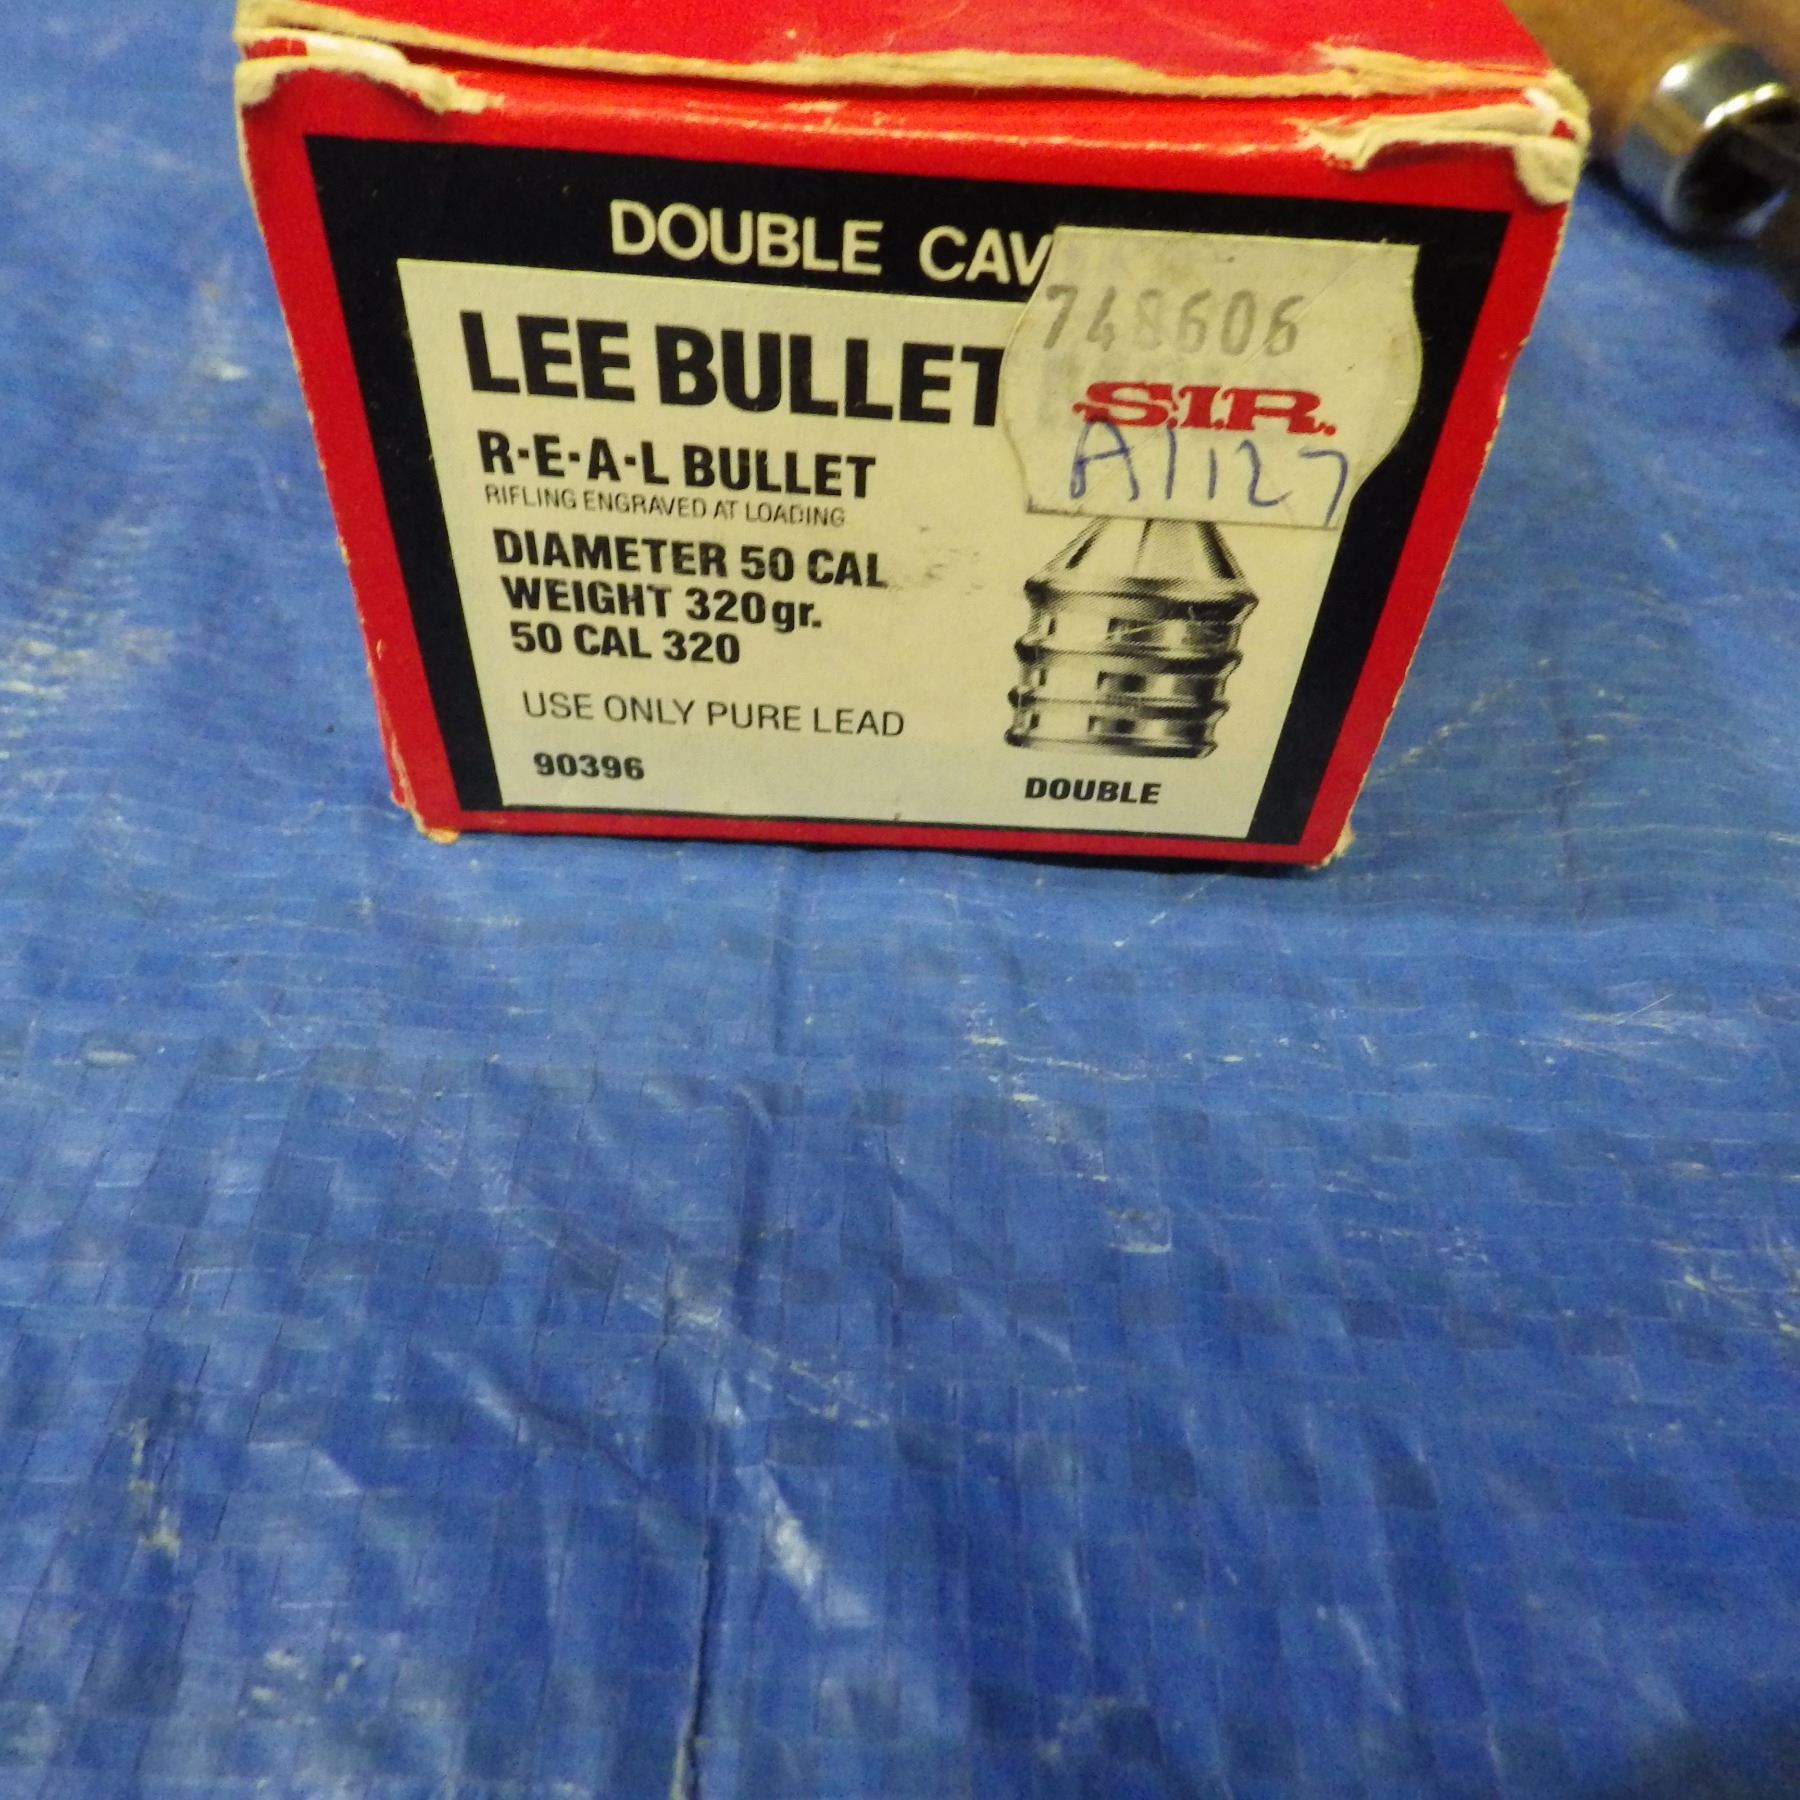 DOUBLE CAV
LEE BULLET
R·E·A·L BULLET
RIFLING ENGRAVED AT LOADING
DIAMETER 50 CAL
WEIGHT 320gr.
50 CAL 320
USE ONLY PURE LEAD
90396
DOUBLE
748606
S.I.R.
A1127